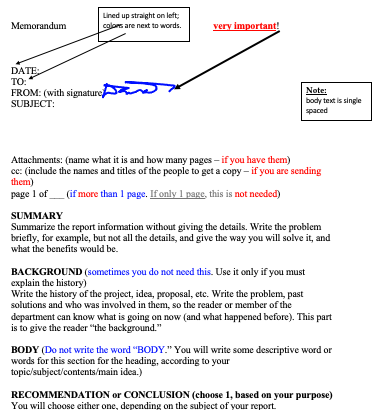 Lined up straight on left;
colons are next to words.
Memorandum
very important!
DATE:
TO:
FROM: (with signature)
SUBJECT:
Note:
body text is single
spaced
Attachments: (name what it is and how many pages – if you have them)
cc: (include the names and titles of the people to get a copy – if you are sending
them)
page 1 of ___ (if more than 1 page. If only 1 page, this is not needed)
SUMMARY
Summarize the report information without giving the details. Write the problem
briefly, for example, but not all the details, and give the way you will solve it, and
what the benefits would be.
BACKGROUND (sometimes you do not need this. Use it only if you must
explain the history)
Write the history of the project, idea, proposal, etc. Write the problem, past
solutions and who was involved in them, so the reader or member of the
department can know what is going on now (and what happened before). This part
is to give the reader “the background.”
BODY (Do not write the word “BODY.” You will write some descriptive word or
words for this section for the heading, according to your
topic/subject/contents/main idea.)
RECOMMENDATION or CONCLUSION (choose 1, based on your purpose)
You will choose either one, depending on the subject of your report.